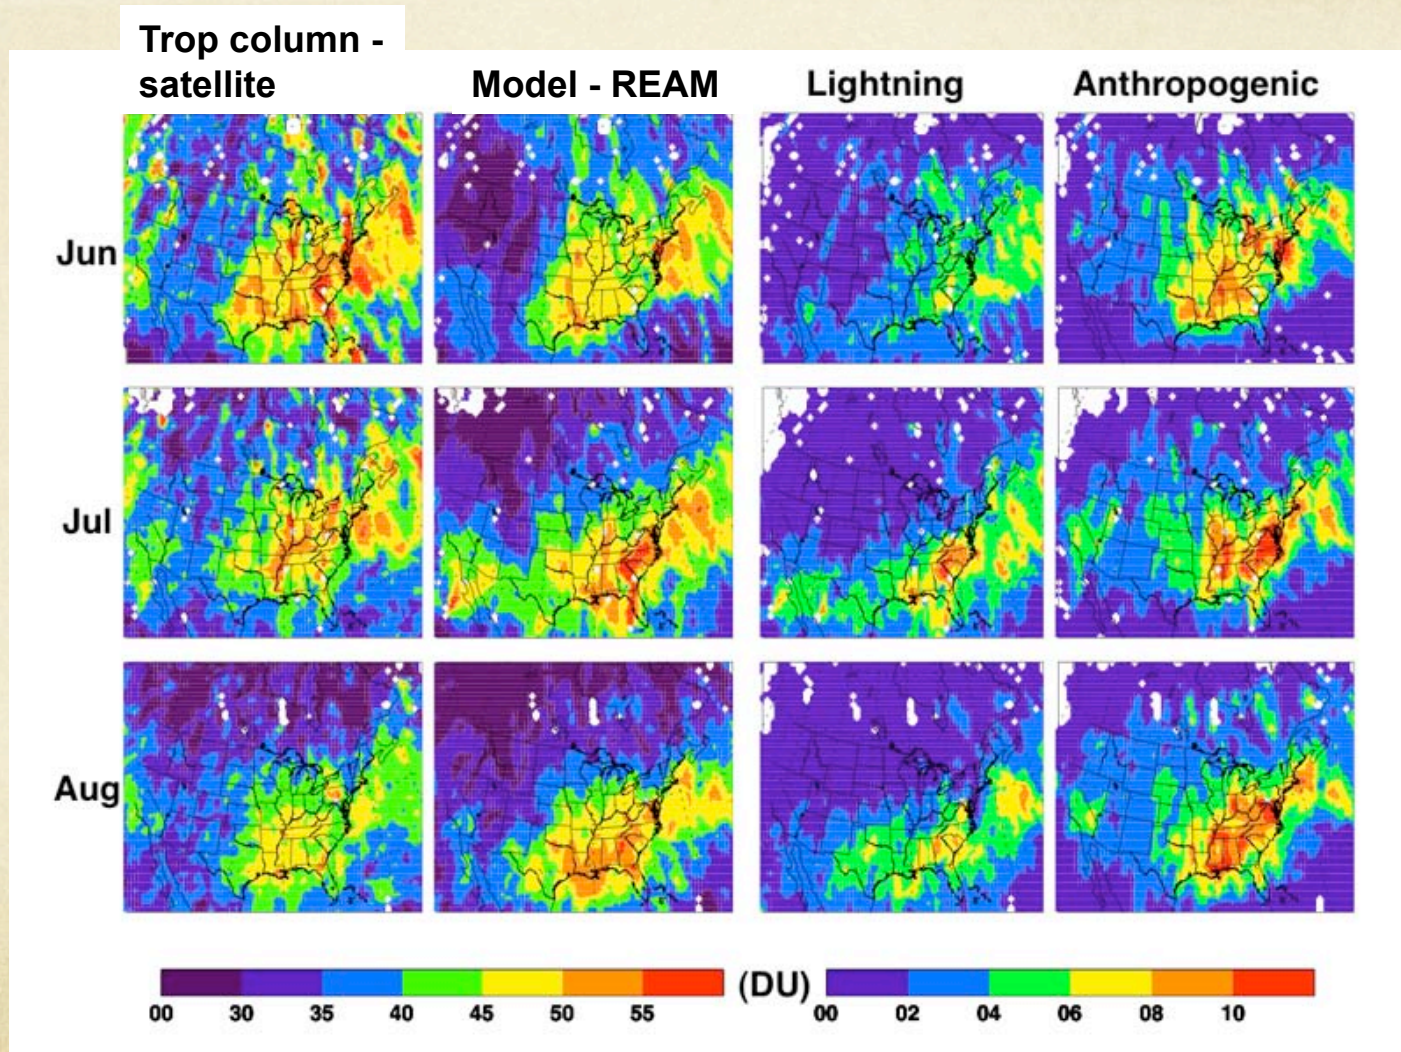 Trop column -
satellite
Model - REAM
Lightning
Anthropogenic
Jun
Jul
Aug
00 30 35 40 45 50 55
(DU)
00 02 04 06 08 10